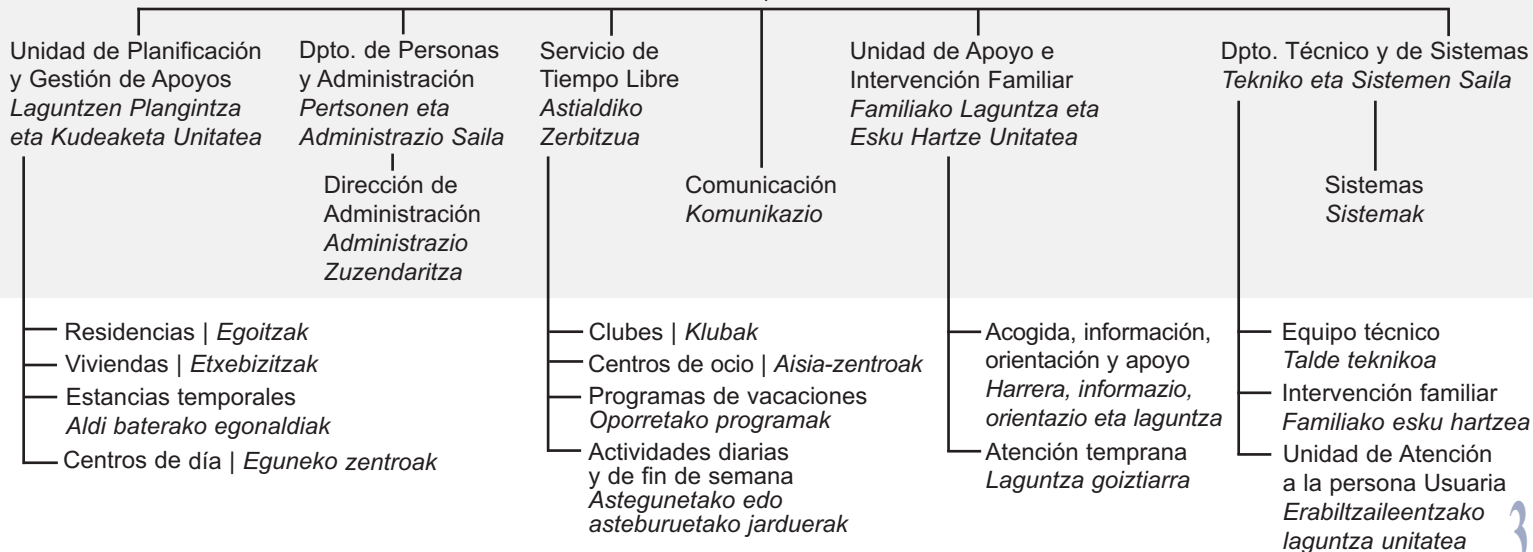 Unidad de Planificación
y Gestión de Apoyos
Laguntzen Plangintza
eta Kudeaketa Unitatea
Dpto. de Personas
y Administración
Pertsonen eta
Administrazio Saila
Servicio de
Tiempo Libre
Astialdiko
Zerbitzua
Unidad de Apoyo e
Intervención Familiar
Familiako Laguntza eta
Esku Hartze Unitatea
Dpto. Técnico y de Sistemas
Tekniko eta Sistemen Saila
Dirección de
Administración
Administrazio
Zuzendaritza
Comunicación
Komunikazio
Sistemas
Sistemak
Residencias | Egoitzak
Viviendas | Etxebizitzak
Estancias temporales
Aldi baterako egonaldiak
Centros de día | Eguneko zentroak
Clubes | Klubak
Centros de ocio | Aisia-zentroak
Programas de vacaciones
Oporretako programak
Actividades diarias
y de fin de semana
Astegunetako edo
asteburuetako jarduerak
Acogida, información,
orientación y apoyo
Harrera, informazio,
orientazio eta laguntza
Atención temprana
Laguntza goiztiarra
Equipo técnico
Talde teknikoa
Intervención familiar
Familiako esku hartzea
Unidad de Atención
a la persona Usuaria
Erabiltzaileentzako
laguntza unitatea
3